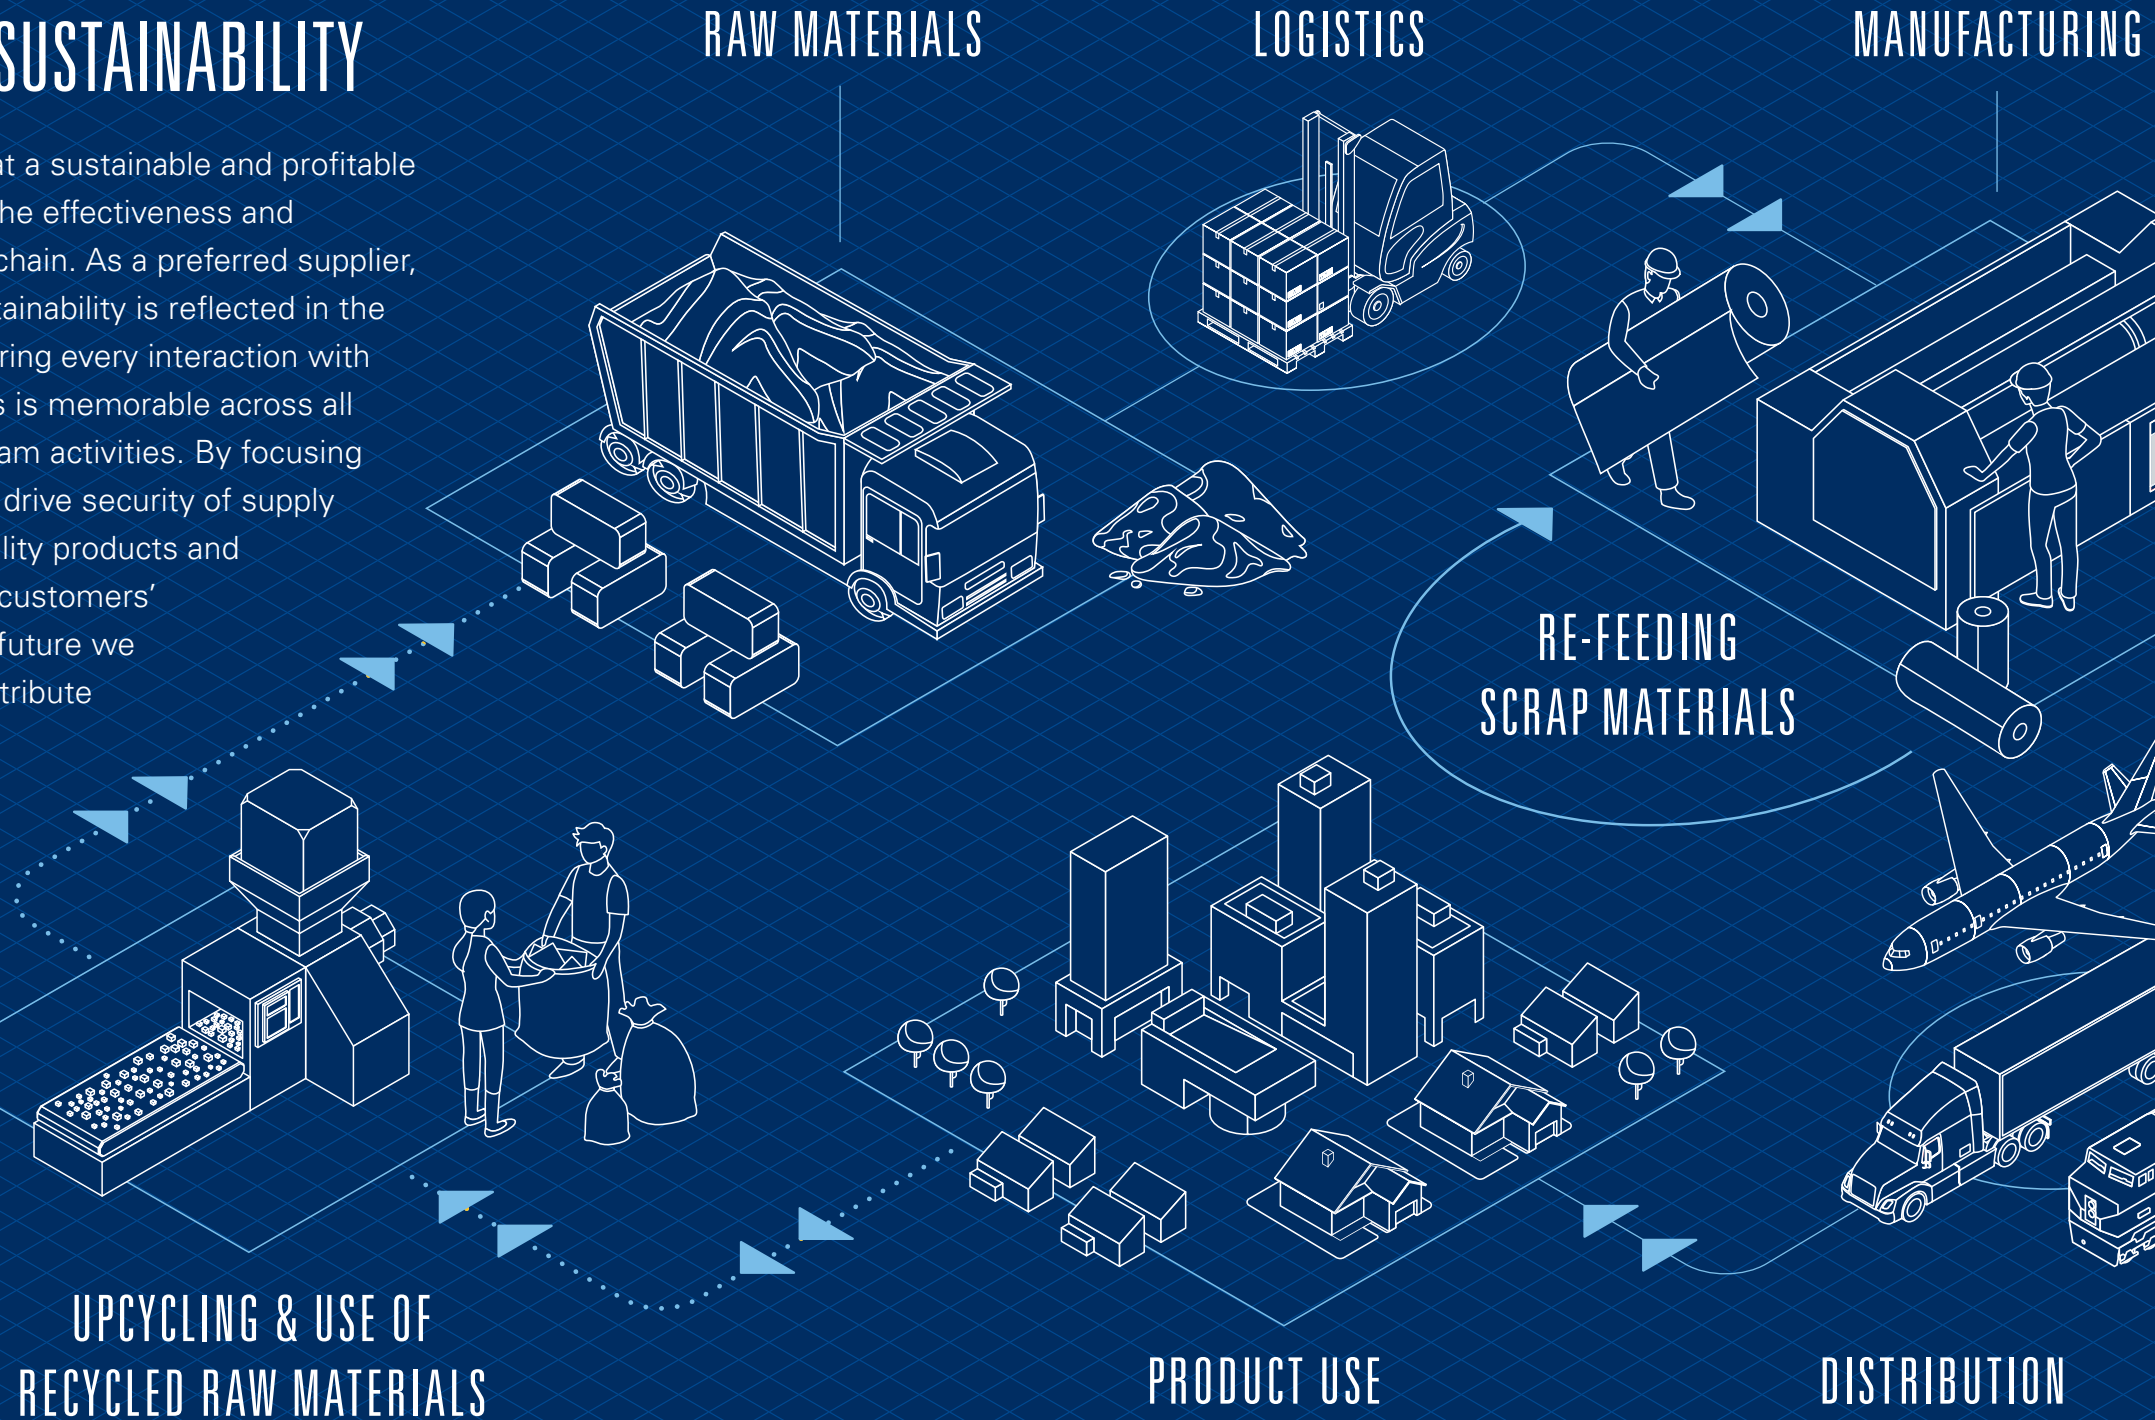 SUSTAINABILITY
at a sustainable and profitable
he effectiveness and
chain. As a preferred supplier,
tainability is reflected in the
ring every interaction with
s is memorable across all
am activities. By focusing
drive security of supply
lity products and
customers’
future we
tribute
RAW MATERIALS
LOGISTICS
MANUFACTURING
RE-FEEDING
SCRAP MATERIALS
UPCYCLING & USE OF
RECYCLED RAW MATERIALS
PRODUCT USE
DISTRIBUTION